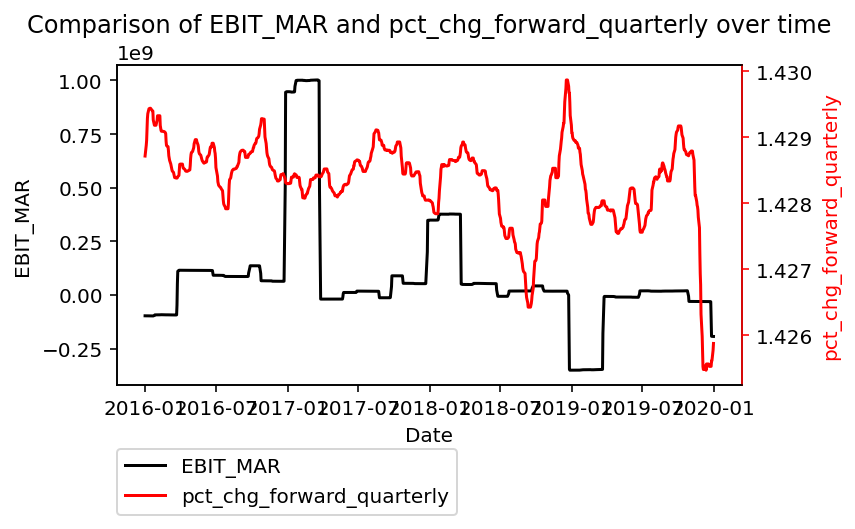 Comparison of EBIT_MAR and pct_chg_forward_quarterly over time
1e9
1.00
0.75
0.50
0.25
0.00
−0.25
EBIT_MAR
1.430
1.429
1.428
1.427
1.426
pct_chg_forward_quarterly
2016-01 2016-07 2017-01 2017-07 2018-01 2018-07 2019-01 2019-07 2020-01
Date
EBIT_MAR
pct_chg_forward_quarterly